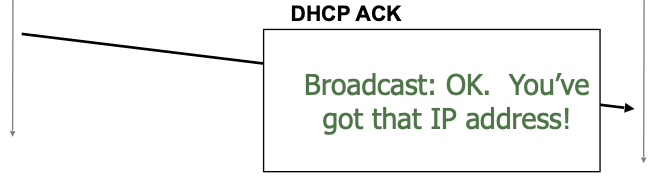 DHCP ACK
Broadcast: OK.  You’ve
got that IP address!